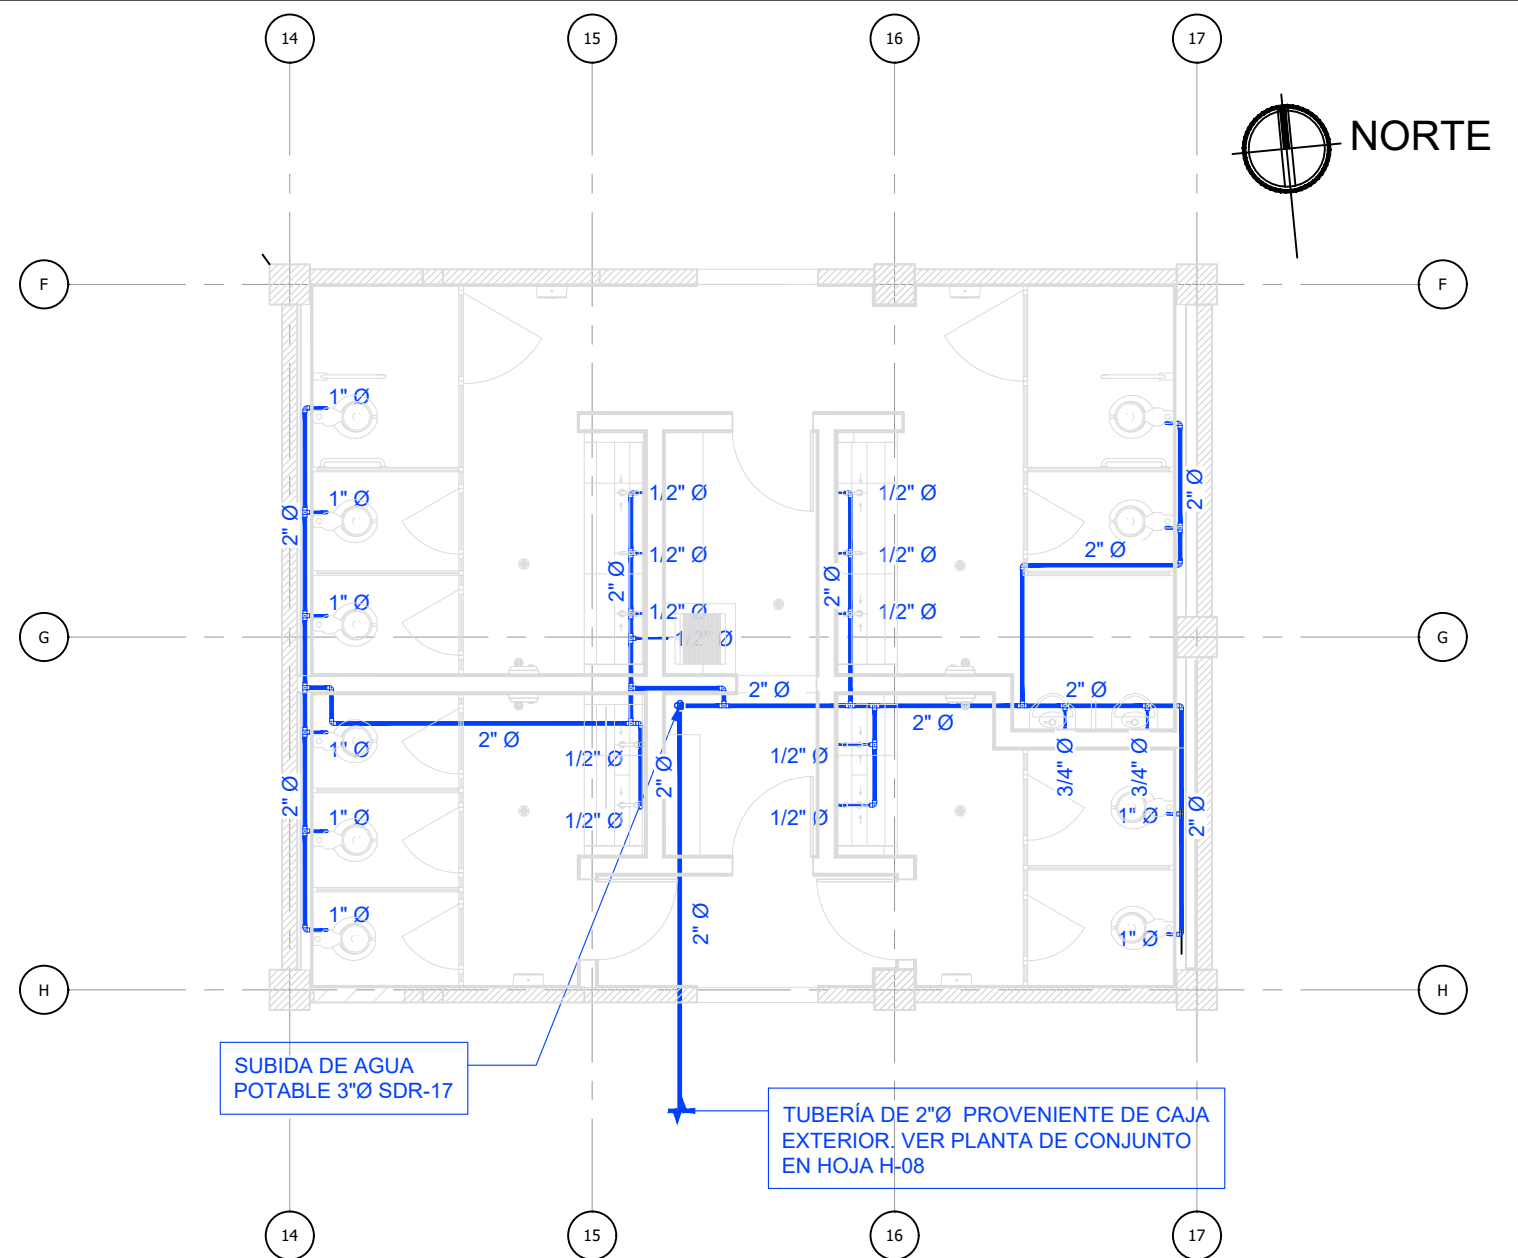 14
15
16
17
NORTE
F
F
1" Ø
1" Ø
2" Ø
1/2" Ø
1/2" Ø
2" Ø
2" Ø
1/2" Ø
1/2" Ø
2" Ø
2" Ø
2" Ø
1" Ø
1/2" Ø
1/2" Ø
1/2" Ø
G
G
2" Ø
2" Ø
2" Ø
2" Ø
1" Ø
1/2" Ø
1/2" Ø
2" Ø
3/4" Ø
3/4" Ø
2" Ø
1" Ø
1/2" Ø
1/2" Ø
1" Ø
2" Ø
1" Ø
2" Ø
1" Ø
H
H
SUBIDA DE AGUA
POTABLE 3"Ø SDR-17
TUBERÍA DE 2"Ø PROVENIENTE DE CAJA
EXTERIOR. VER PLANTA DE CONJUNTO
EN HOJA H-08
14
15
16
17